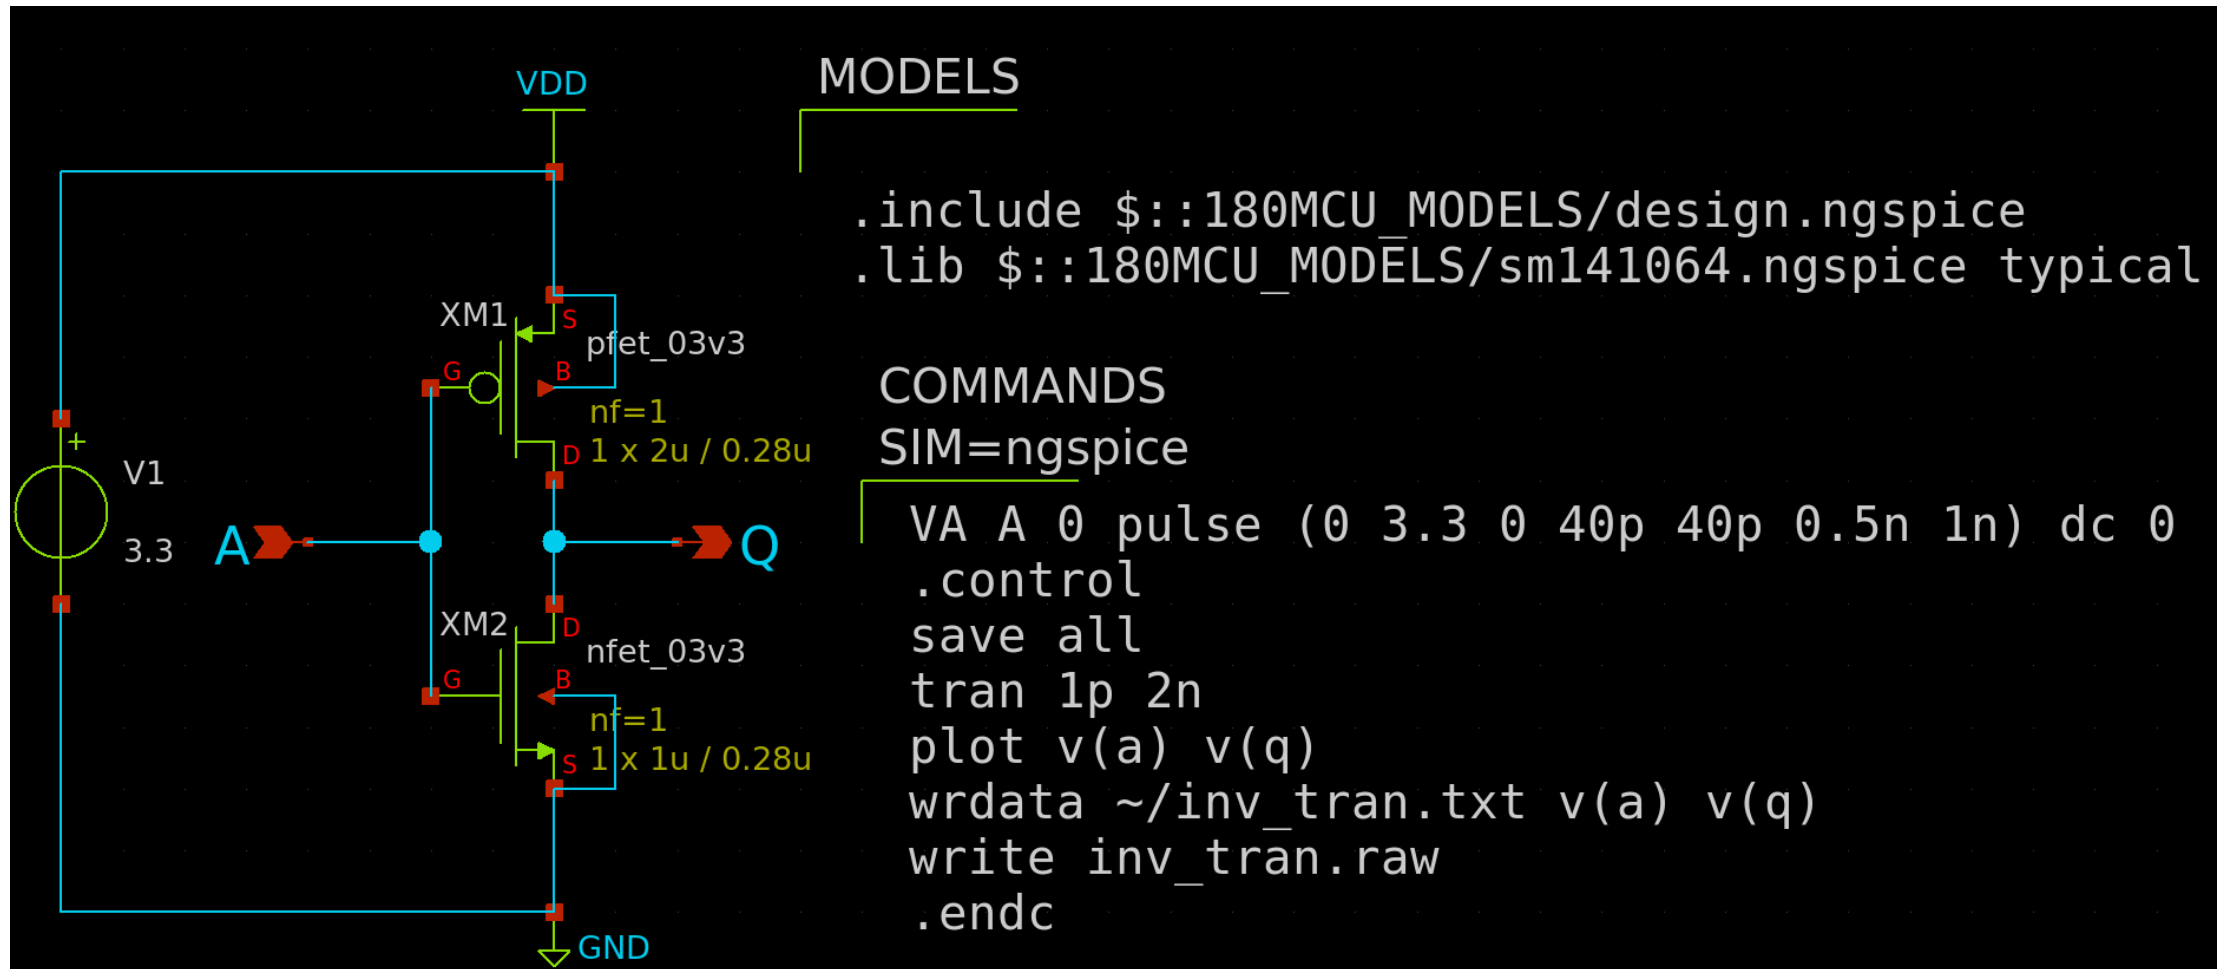 VDD
XM1
G
S
B
D
pfet_03v3
nf=1
1 x 2u / 0.28u
V1
+
3.3
A
Q
XM2
G
D
B
S
nfet_03v3
nf=1
1 x 1u / 0.28u
GND
MODELS
.include $::180MCU_MODELS/design.ngspice
.lib $::180MCU_MODELS/sm141064.ngspice typical
COMMANDS
SIM=ngspice
VA A 0 pulse (0 3.3 0 40p 40p 0.5n 1n) dc 0
.control
save all
tran 1p 2n
plot v(a) v(q)
wrdata ~/inv_tran.txt v(a) v(q)
write inv_tran.raw
.endc